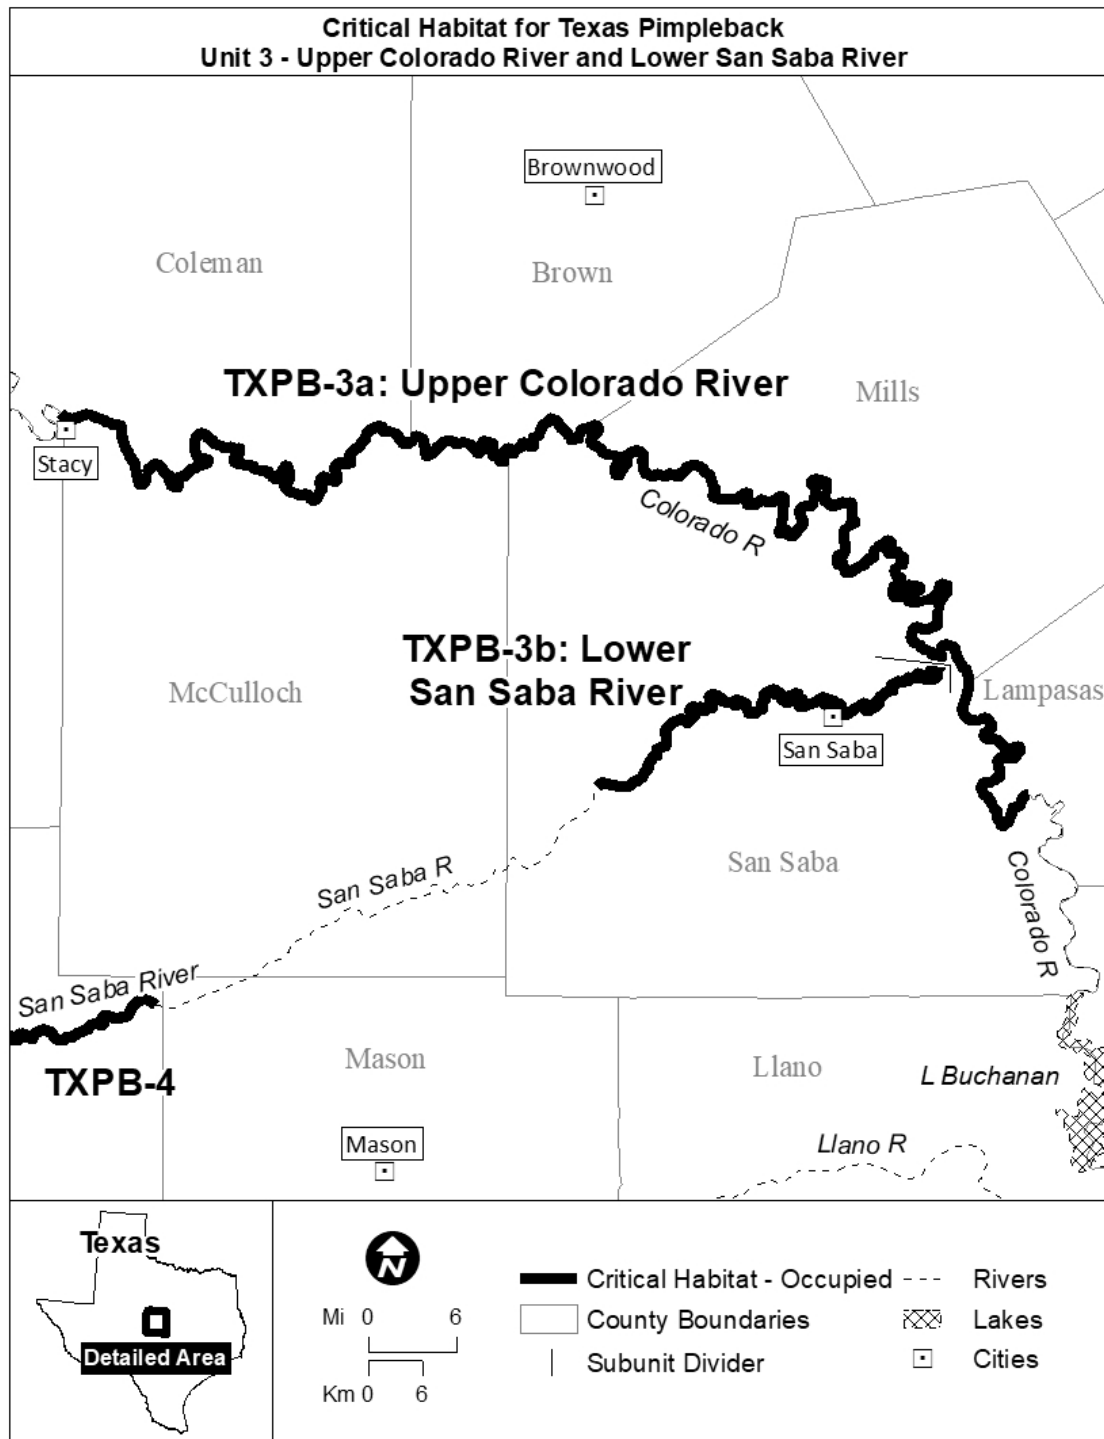 Critical Habitat for Texas Pimpleback
Unit 3 - Upper Colorado River and Lower San Saba River
Brownwood
Coleman
Brown
TXPB-3a: Upper Colorado River
Mills
Stacy
Colorado R
TXPB-3b: Lower
San Saba River
McCulloch
Lampasas
San Saba
San Saba
San Saba R
Colorado R
San Saba River
TXPB-4
Mason
Llano
L Buchanan
Mason
Llano R
Texas
Detailed Area
N
Mi 0 6
Km 0 6
Critical Habitat - Occupied
County Boundaries
Subunit Divider
Rivers
Lakes
Cities